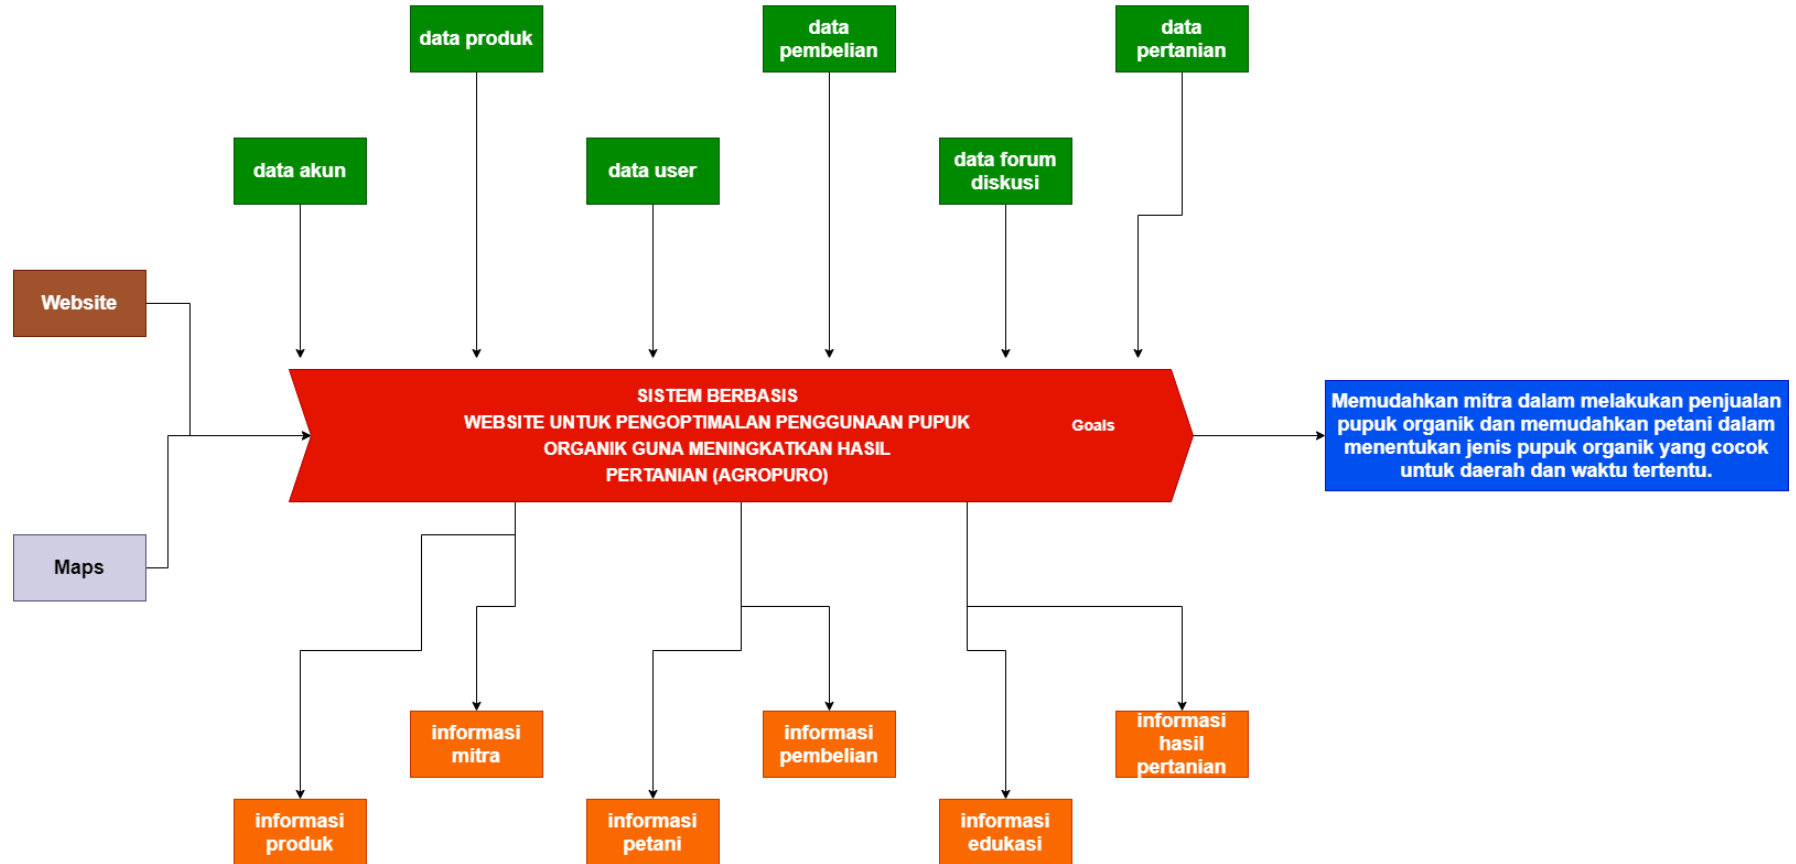 data produk
data
pembelian
data
pertanian
data akun
data user
data forum
diskusi
Website
SISTEM BERBASIS
WEBSITE UNTUK PENGOPTIMALAN PENGGUNAAN PUPUK
ORGANIK GUNA MENINGKATKAN HASIL
PERTANIAN (AGROPURO)
Goals
Memudahkan mitra dalam melakukan penjualan
pupuk organik dan memudahkan petani dalam
menentukan jenis pupuk organik yang cocok
untuk daerah dan waktu tertentu.
Maps
informasi
mitra
informasi
pembelian
informasi
hasil
pertanian
informasi
produk
informasi
petani
informasi
edukasi